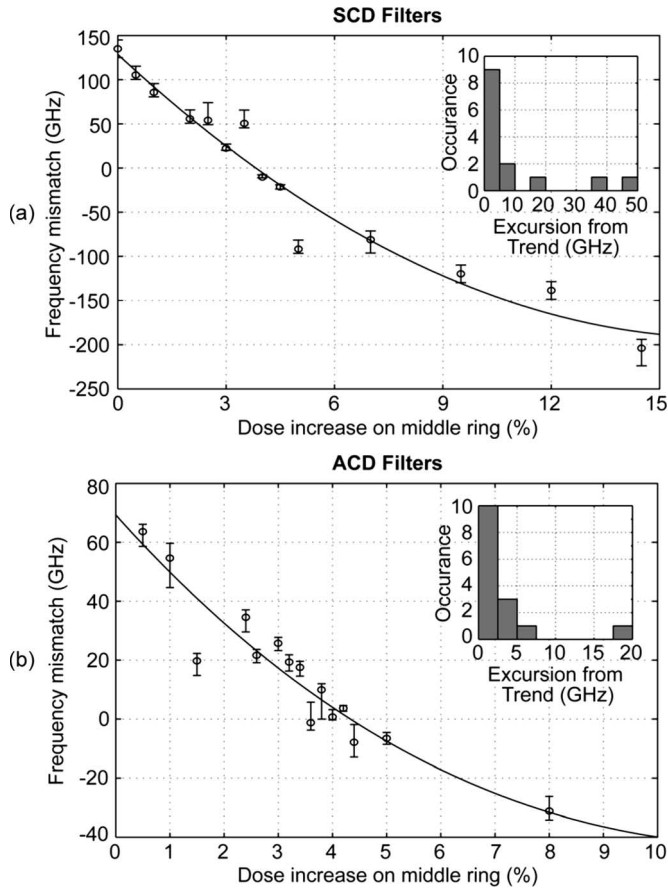 SCD Filters
(a)
Frequency mismatch (GHz)
150
100
50
0
-50
-100
-150
-200
-250
0 3 6 9 12 15
Dose increase on middle ring (%)
Occurance
10
8
6
4
2
0
0 10 20 30 40 50
Excursion from
Trend (GHz)
ACD Filters
(b)
Frequency mismatch (GHz)
80
60
40
20
0
-20
-40
0 1 2 3 4 5 6 7 8 9 10
Dose increase on middle ring (%)
Occurance
10
8
6
4
2
0
0 5 10 15 20
Excursion from
Trend (GHz)